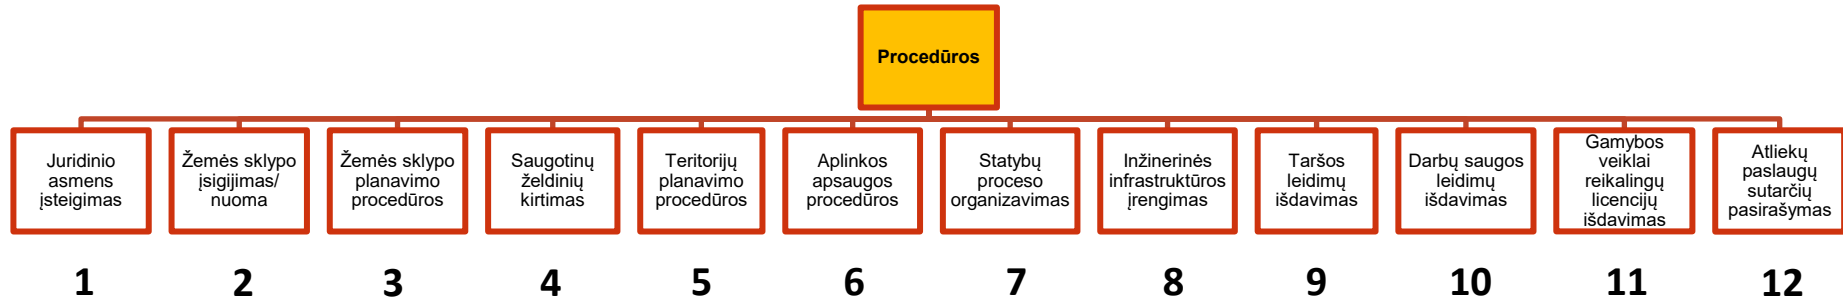 Procedūros
Juridinio
asmens
įsteigimas
Žemės sklypo
įsigijimas/
nuoma
Žemės sklypo
planavimo
procedūros
Saugotinų
želdinių
kirtimas
Teritorijų
planavimo
procedūros
Aplinkos
apsaugos
procedūros
Statybų
proceso
organizavimas
Inžinerinės
infrastruktūros
įrengimas
Taršos
leidimų
išdavimas
Darbų saugos
leidimų
išdavimas
Gamybos
veiklai
reikalingų
licencijų
išdavimas
Atliekų
paslaugų
sutarčių
pasirašymas
1 2 3 4 5 6 7 8 9 10 11 12